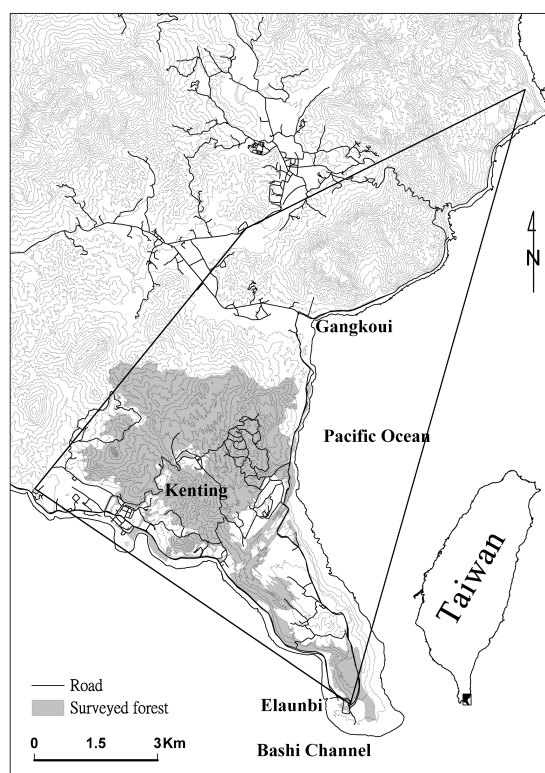 N
Gangkoui
Pacific Ocean
Kenting
Taiwan
Road
Surveyed forest
Elaunbi
0 1.5 3Km
Bashi Channel